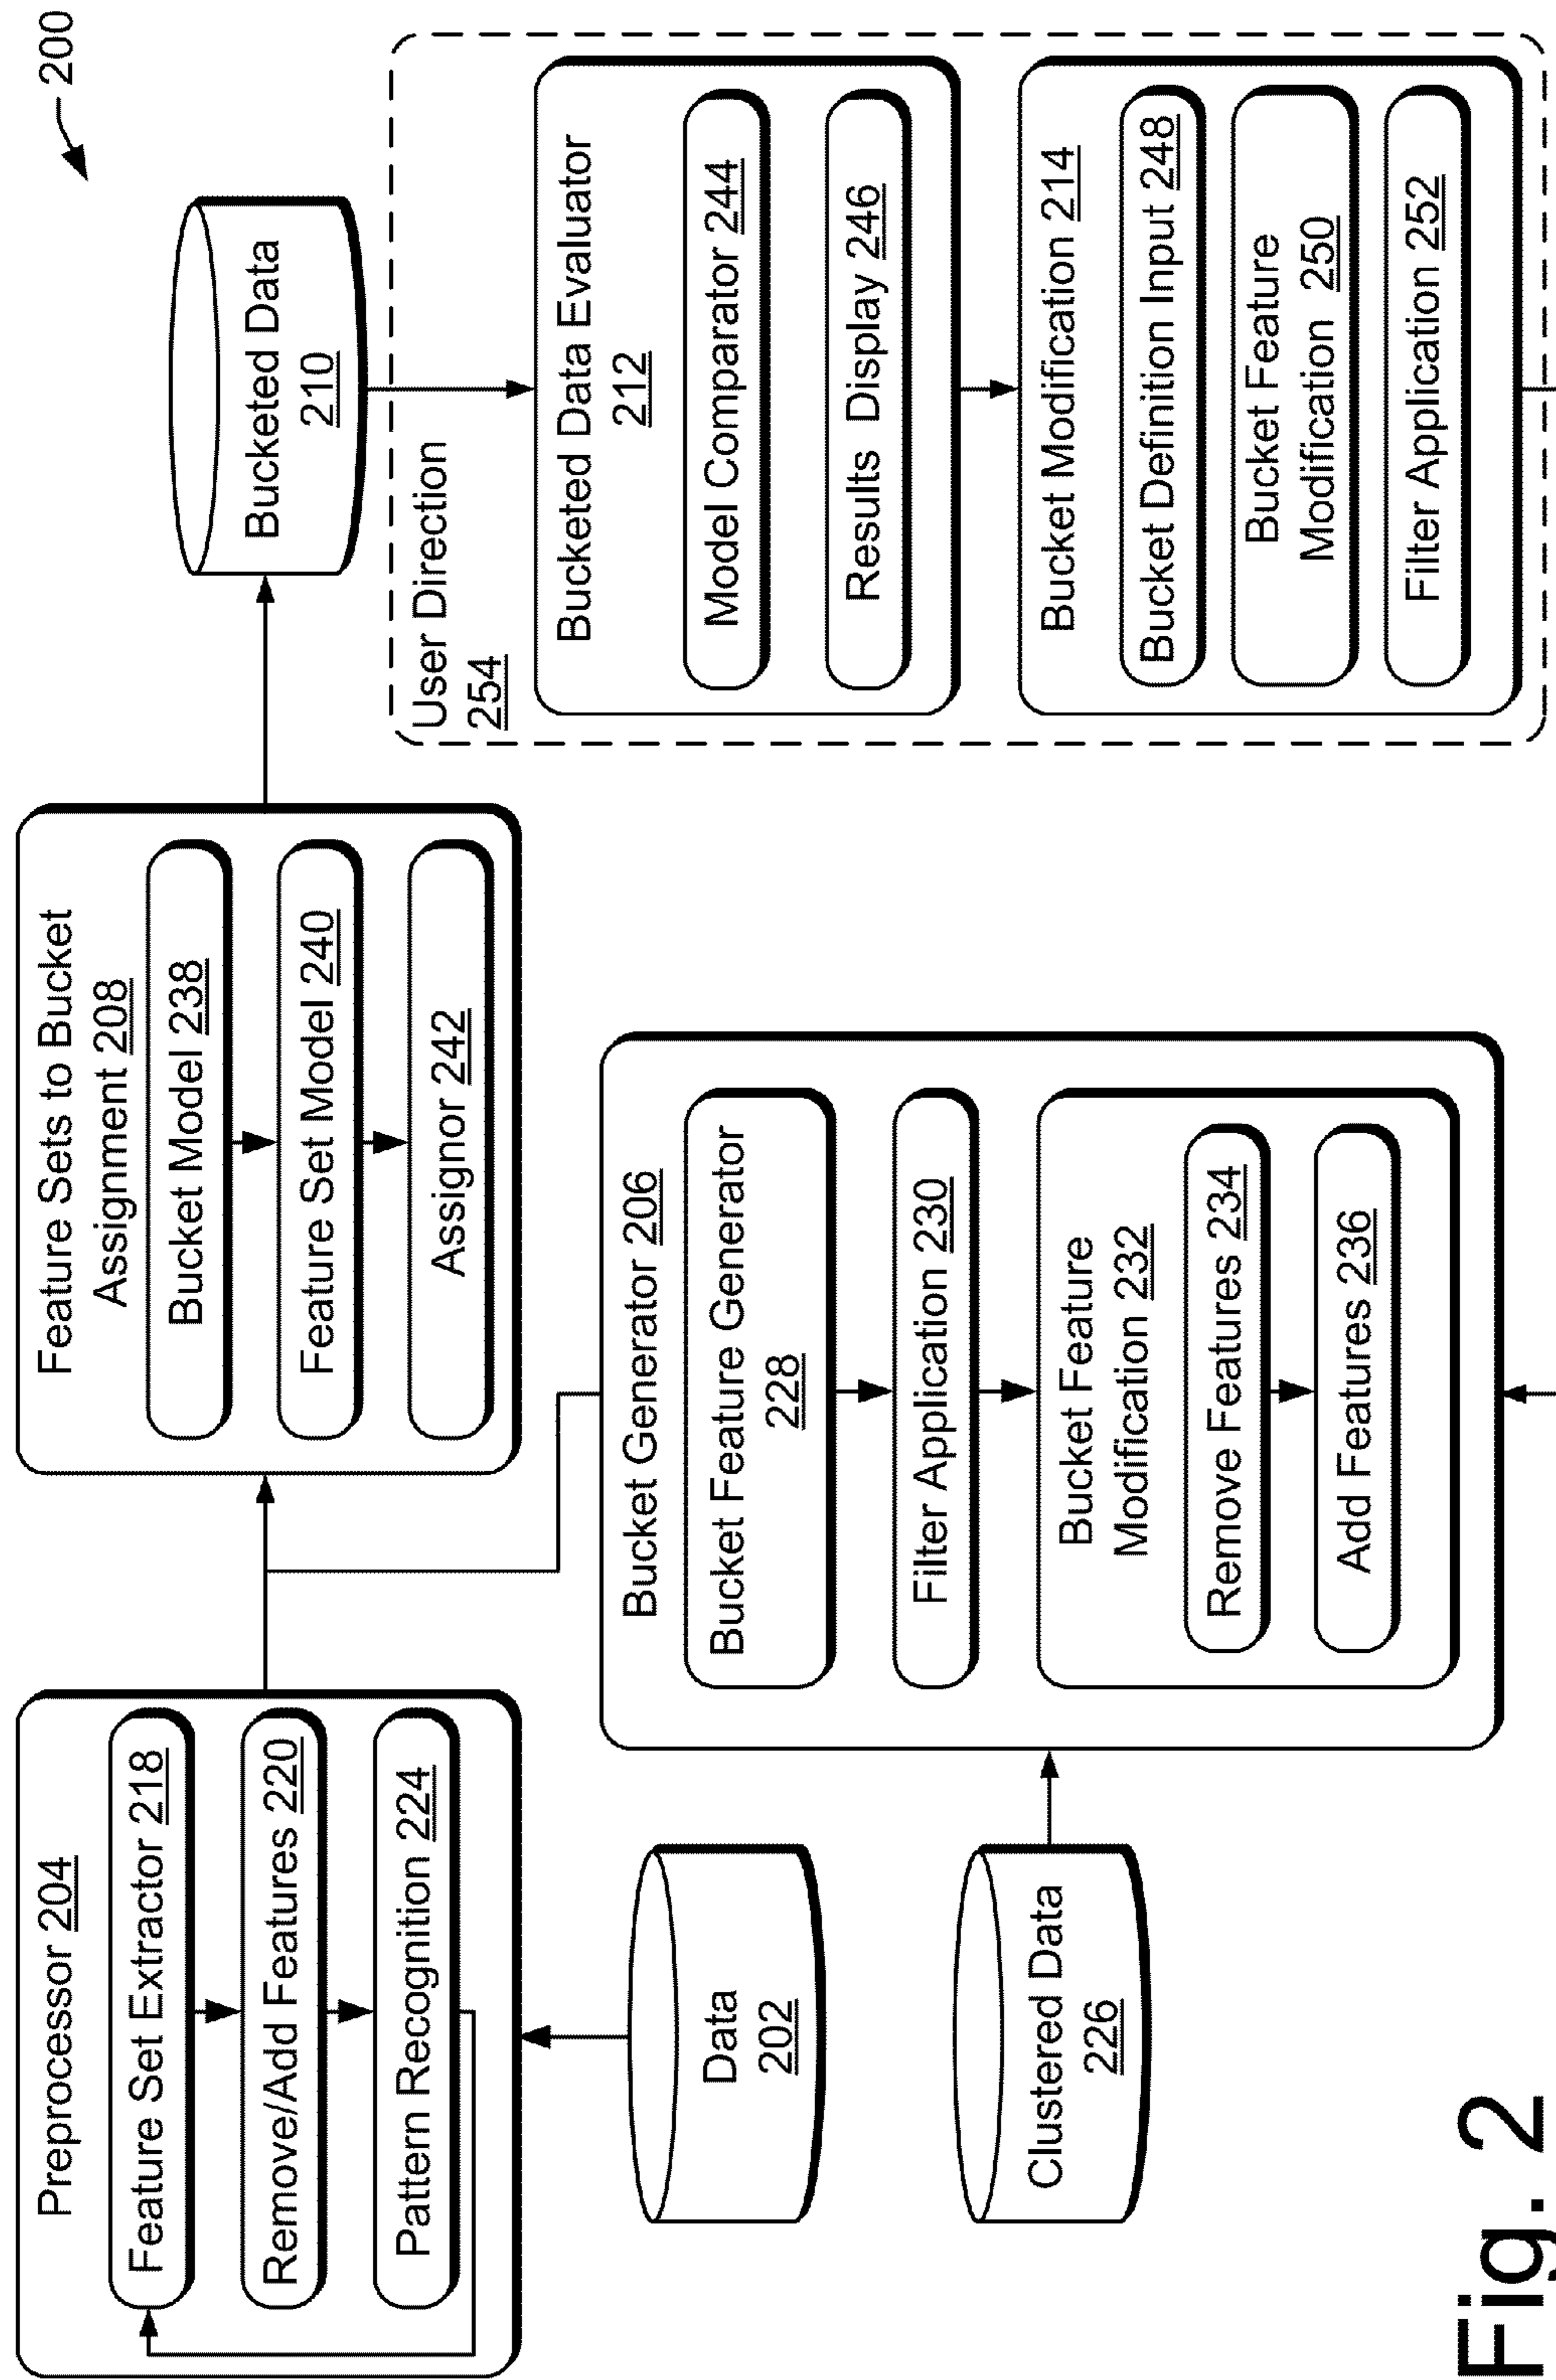 200
Preprocessor 204
Feature Set Extractor 218
Remove/Add Features 220
Pattern Recognition 224
Data
202
Clustered Data
226
Feature Sets to Bucket
Assignment 208
Bucket Model 238
Feature Set Model 240
Assignor 242
Bucket Generator 206
Bucket Feature Generator
228
Filter Application 230
Bucket Feature
Modification 232
Remove Features 234
Add Features 236
Bucketed Data
210
User Direction
254
Bucketed Data Evaluator
212
Model Comparator 244
Results Display 246
Bucket Modification 214
Bucket Definition Input 248
Bucket Feature
Modification 250
Filter Application 252
Fig. 2